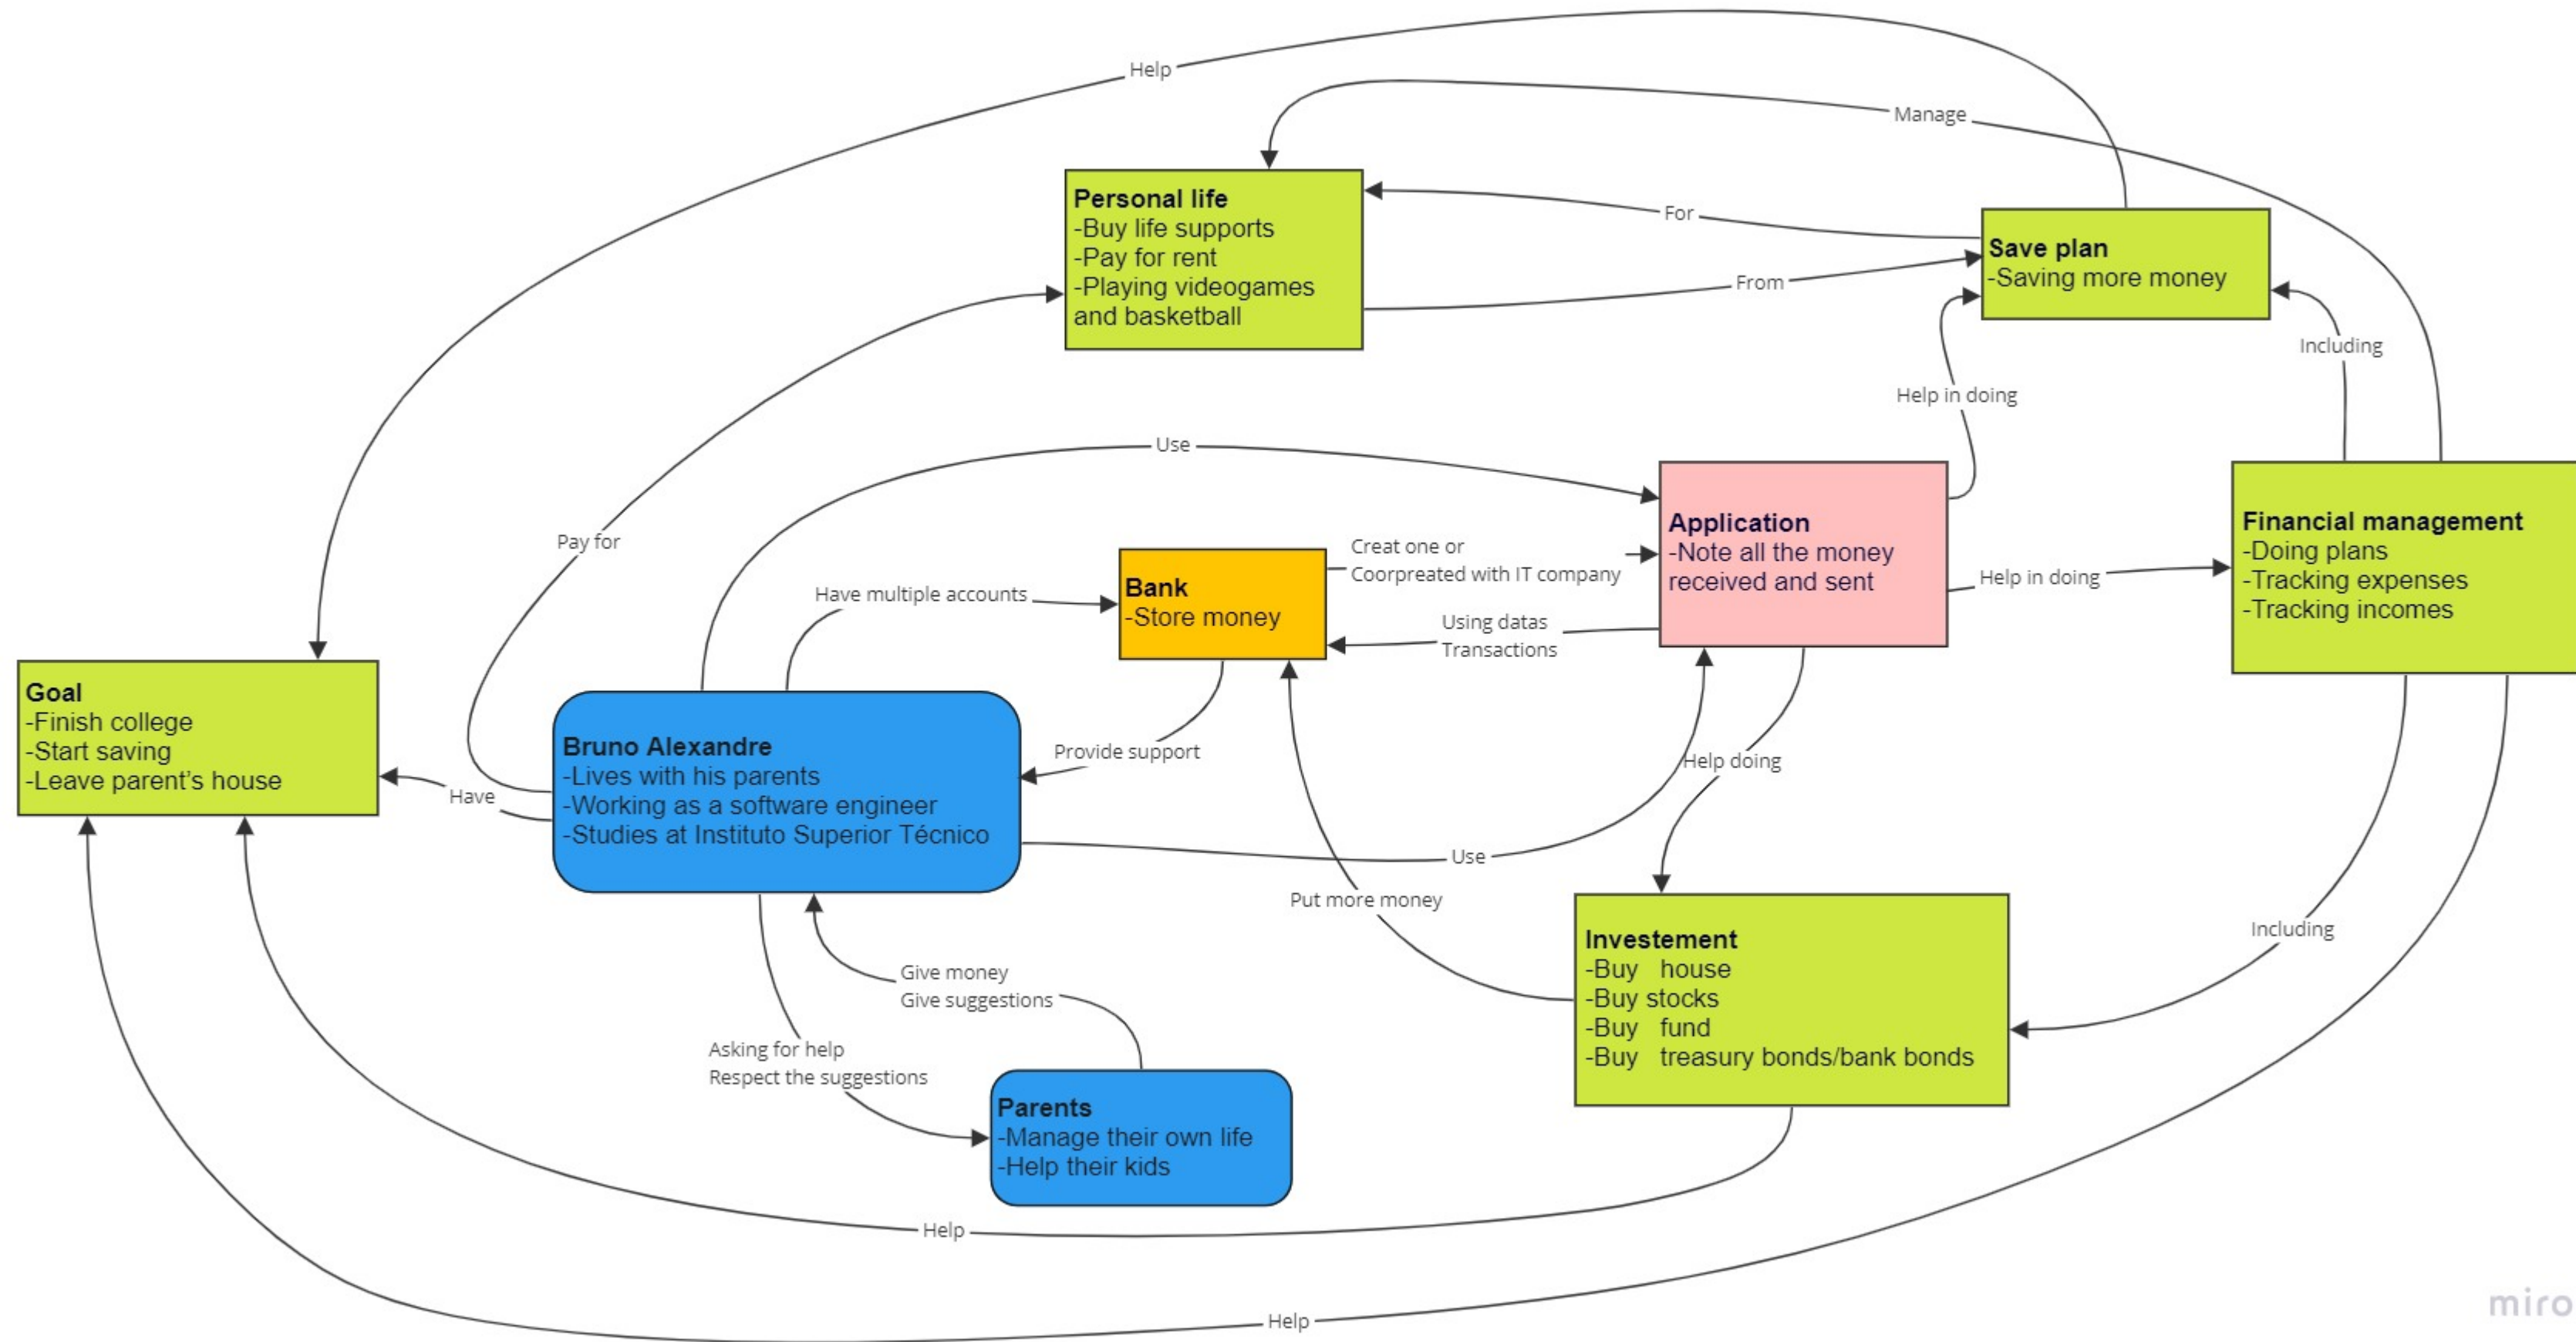 Help
Manage
Personal life
-Buy life supports
-Pay for rent
-Playing videogames
and basketball
For
From
Save plan
-Saving more money
Including
Help in doing
Use
Pay for
Application
-Note all the money
received and sent
Financial management
-Doing plans
-Tracking expenses
-Tracking incomes
Creat one or
Coorpreated with IT company
Bank
-Store money
Have multiple accounts
Help in doing
Using datas
Transactions
Goal
-Finish college
-Start saving
-Leave parent's house
Have
Bruno Alexandre
-Lives with his parents
-Working as a software engineer
-Studies at Instituto Superior Técnico
Provide support
Help doing
Use
Put more money
Investement
-Buy   house
-Buy stocks
-Buy   fund
-Buy   treasury bonds/bank bonds
Including
Give money
Give suggestions
Asking for help
Respect the suggestions
Parents
-Manage their own life
-Help their kids
Help
Help
miro